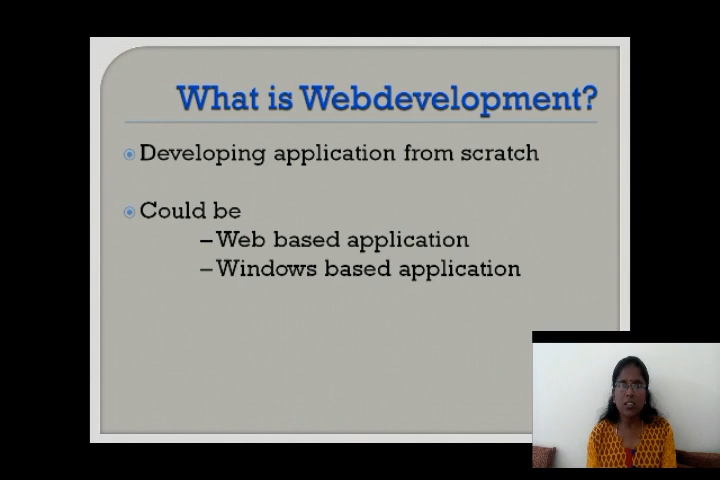 What is Webdevelopment?
Developing application from scratch
Could be
–Web based application
–Windows based application